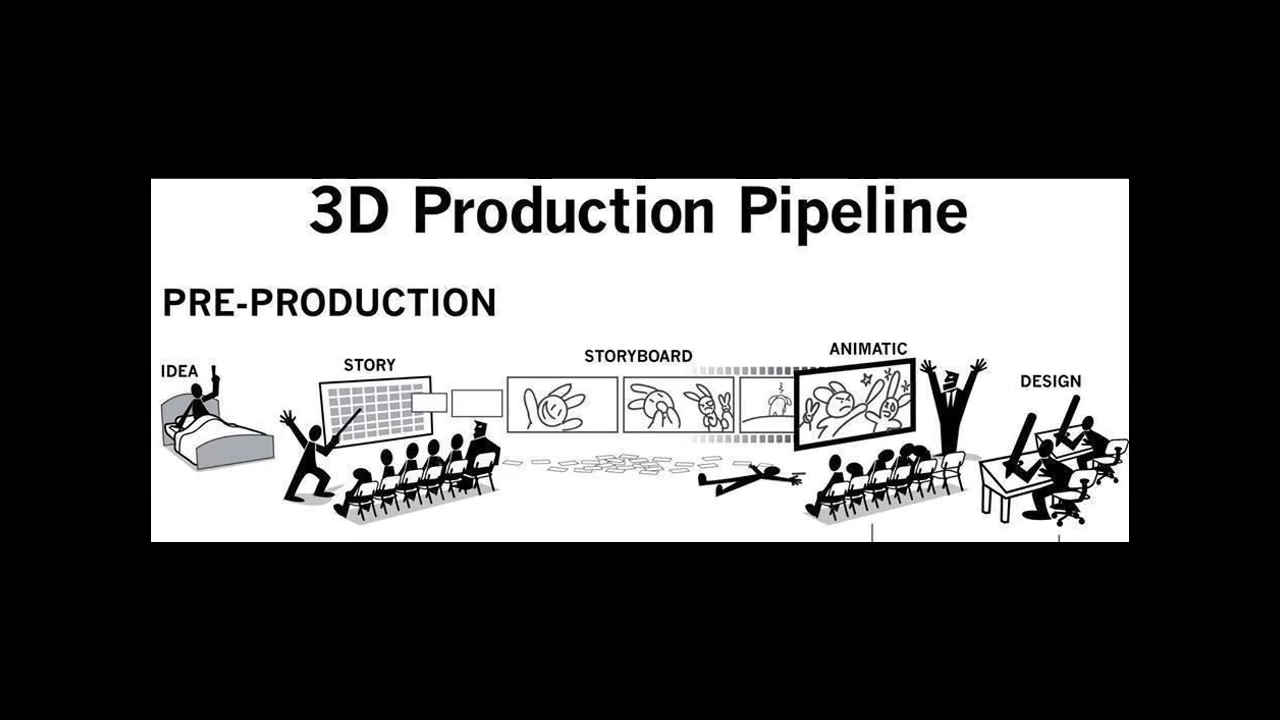 3D Production Pipeline
PRE-PRODUCTION
IDEA
STORY
STORYBOARD
ANIMATIC
DESIGN